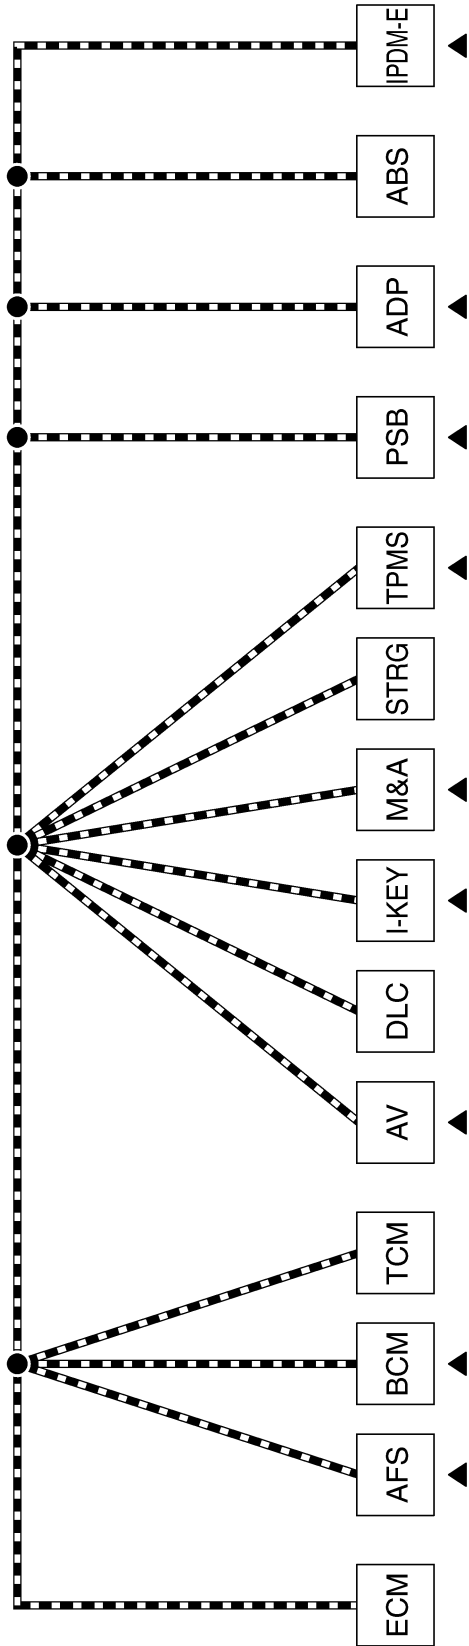 ECM
AFS
BCM
TCM
AV
DLC
I-KEY
M&A
STRG
TPMS
PSB
ADP
ABS
IPDM-E